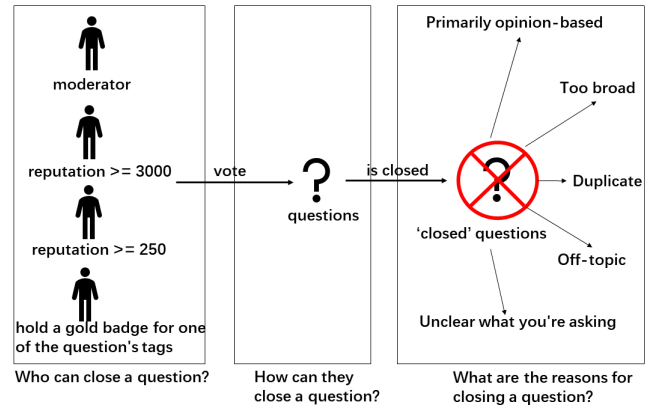 moderator
reputation >= 3000
reputation >= 250
hold a gold badge for one
of the question's tags
Who can close a question?
vote
?
questions
How can they
close a question?
is closed
?
'closed' questions
Primarily opinion-based
Too broad
Duplicate
Off-topic
Unclear what you're asking
What are the reasons for
closing a question?